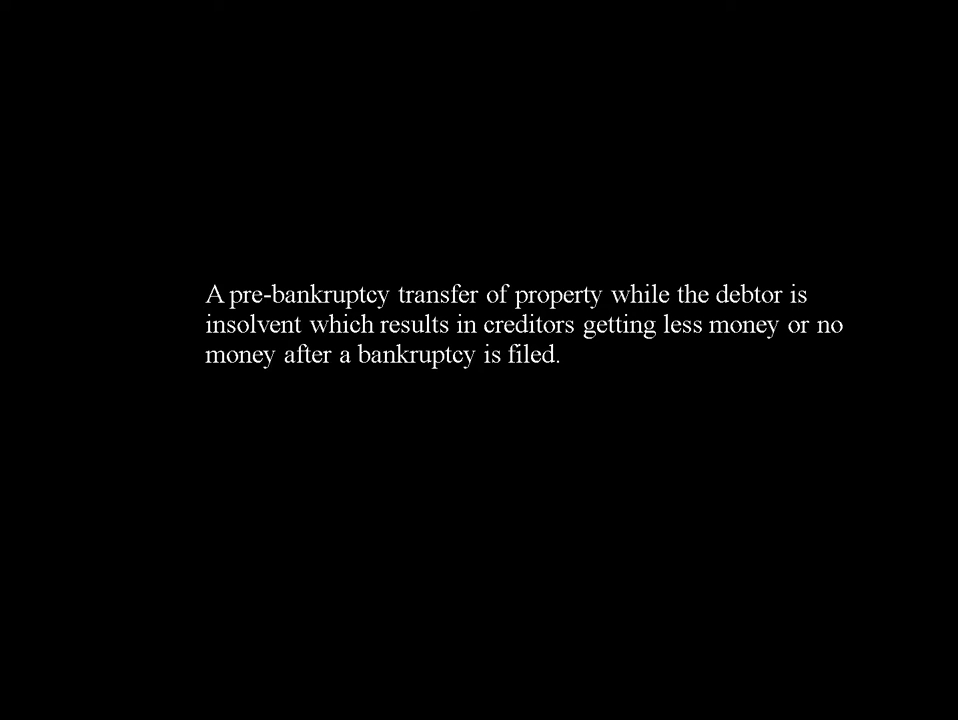 A pre-bankruptcy transfer of property while the debtor is
insolvent which results in creditors getting less money or no
money after a bankruptcy is filed.